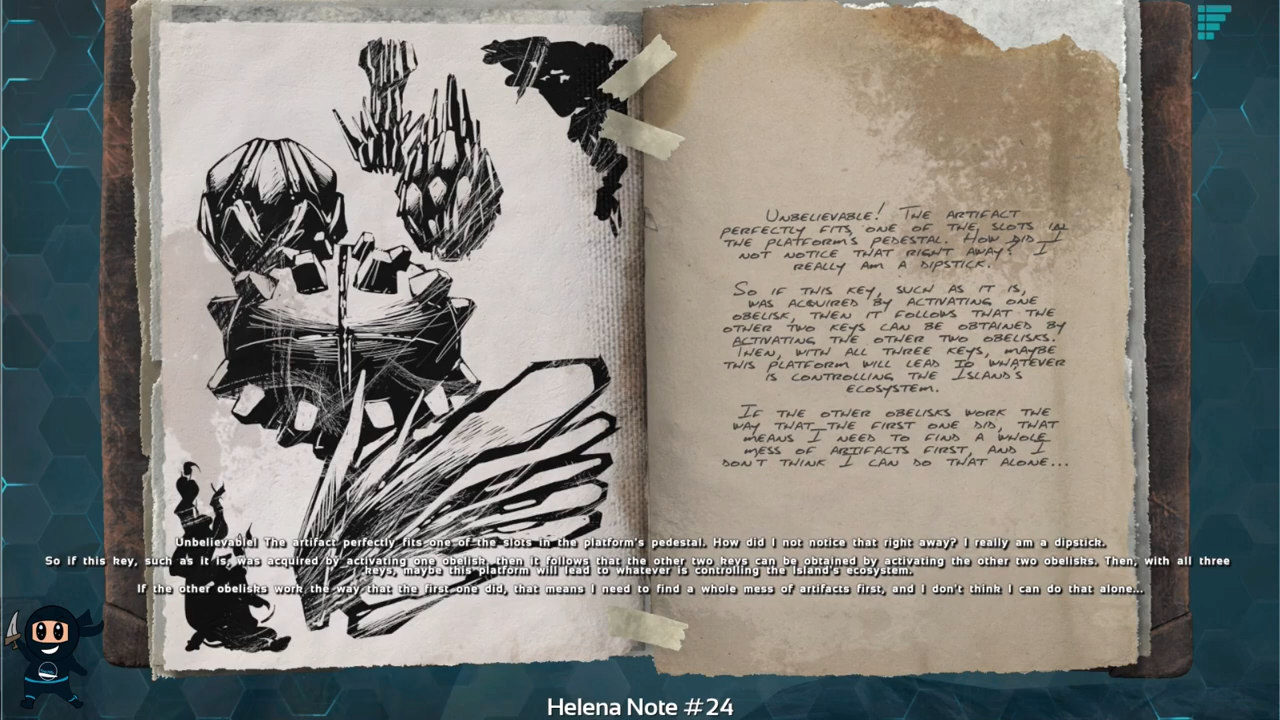 Unbelievable! The artifact
perfectly fits one of the slots in
the platform's pedestal. How did I
not notice that right away? I
really am a dipstick.
So if this key, such as it is,
was acquired by activating one
obelisk, then it follows that the
other two keys can be obtained by
activating the other two obelisks.
Then, with all three keys, maybe
this platform will lead to whatever
is controlling the Island's
ecosystem.
If the other obelisks work the
way that the first one did, that
means I need to find a whole
mess of artifacts first, and I
don't think I can do that alone...
Unbelievable! The artifact perfectly fits one of the slots in the platform's pedestal. How did I not notice that right away? I really am a dipstick.
So if this key, such as it is, was acquired by activating one obelisk, then it follows that the other two keys can be obtained by activating the other two obelisks. Then, with all three
keys, maybe this platform will lead to whatever is controlling the Island's ecosystem.
If the other obelisks work the way that the first one did, that means I need to find a whole mess of artifacts first, and I don't think I can do that alone...
Helena Note #24